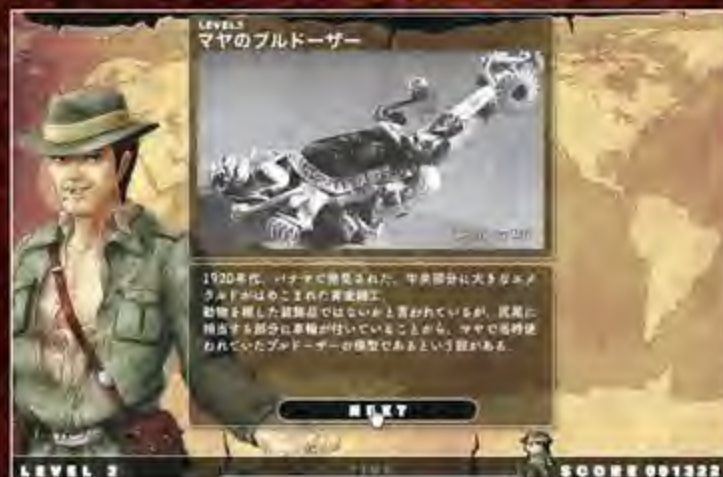 LEVEL3
マヤのブルドーザー
1920年代、パナマで発見された、中央部分に大きなエメ
ラルドがはめこまれた黄金細工。
動物を模した装飾品ではないかと言われているが、尻尾に
相当する部分に車輪が付いていることから、マヤで当時使
われていたブルドーザーの模型であるという説がある。
NEXT
LEVEL 3
TIME
SCORE 001322